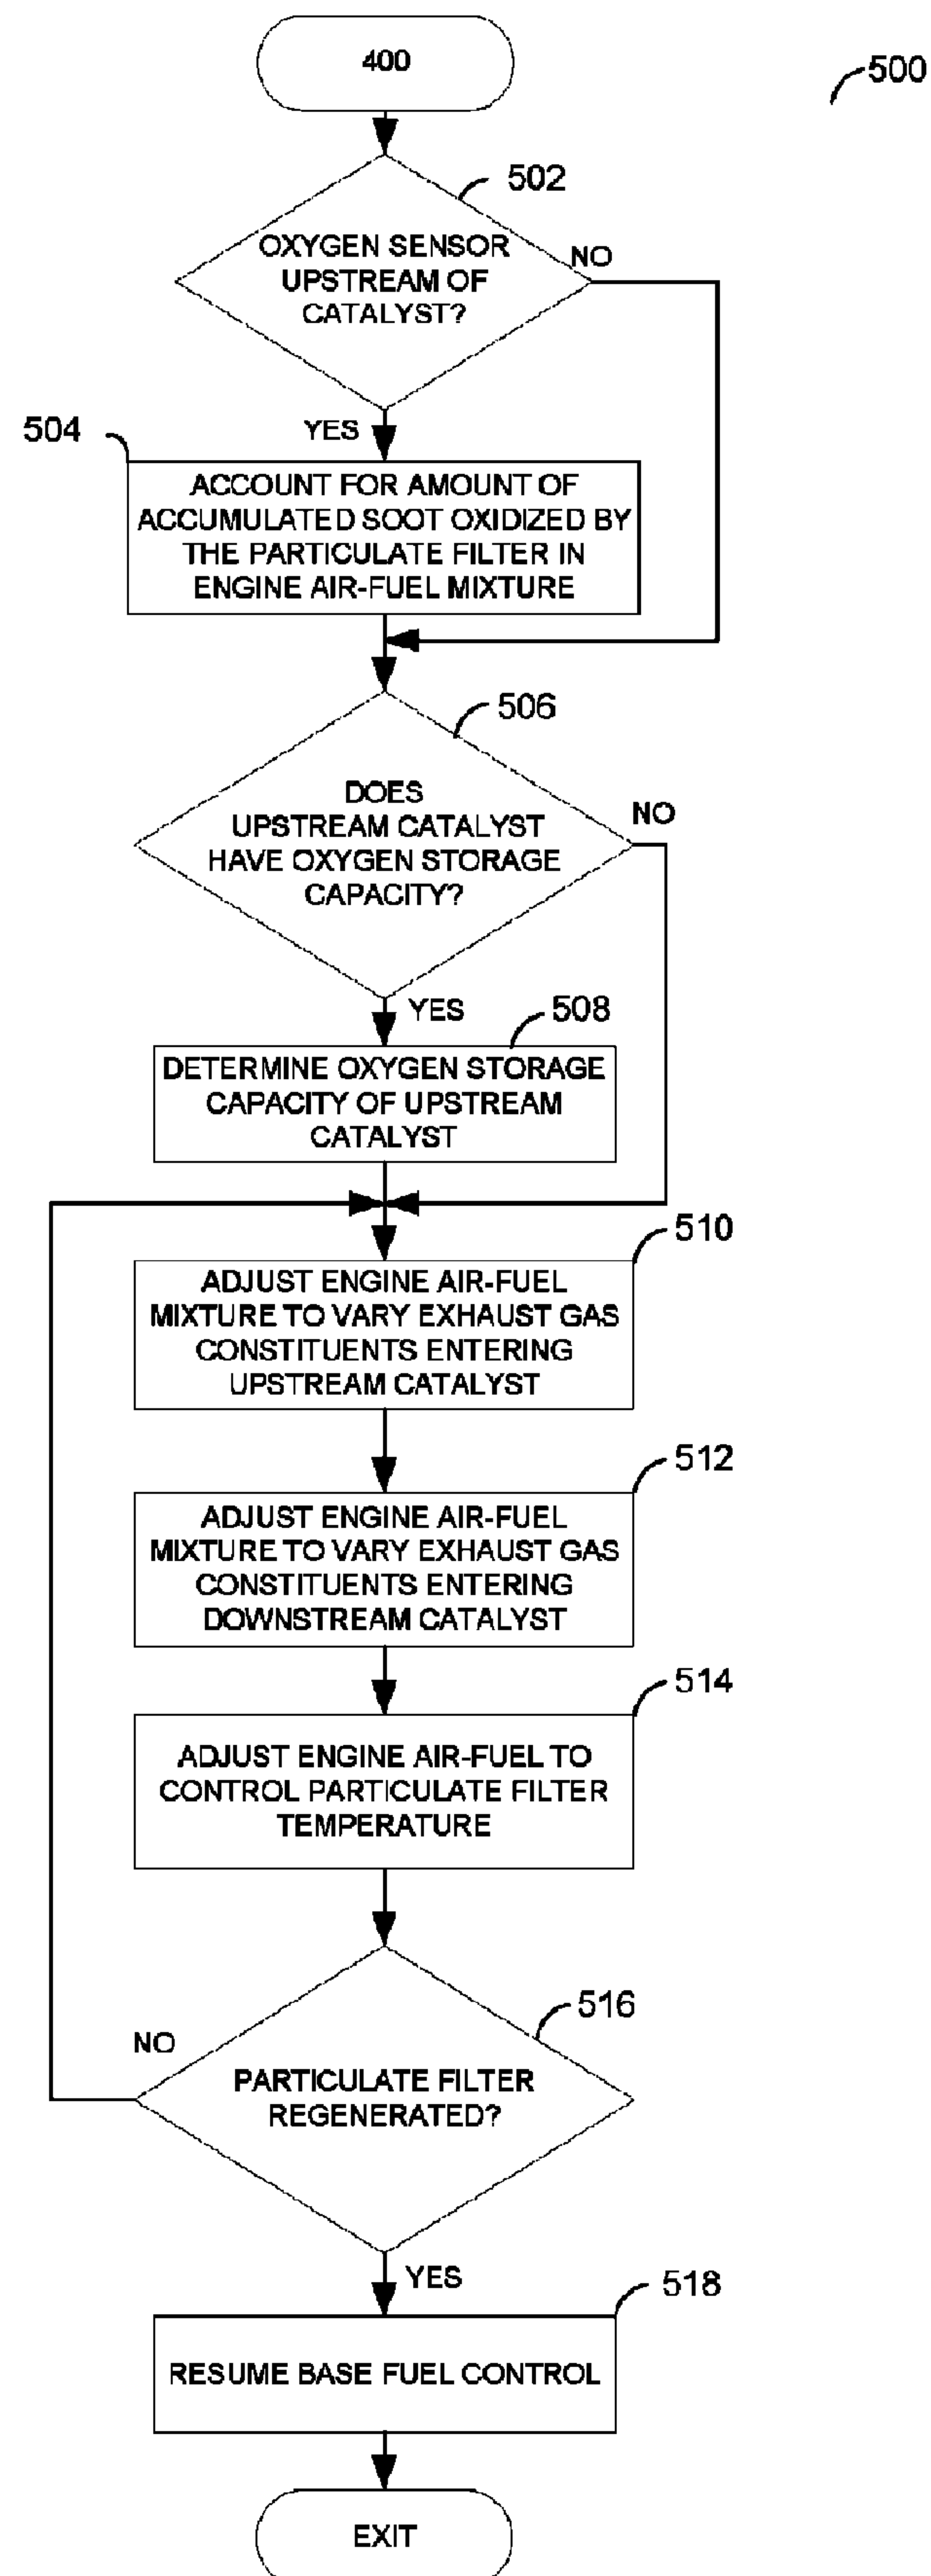 400
500
502
OXYGEN SENSOR
UPSTREAM OF
CATALYST?
NO
YES
504
ACCOUNT FOR AMOUNT OF
ACCUMULATED SOOT OXIDIZED BY
THE PARTICULATE FILTER IN
ENGINE AIR-FUEL MIXTURE
506
DOES
UPSTREAM CATALYST
HAVE OXYGEN STORAGE
CAPACITY?
NO
YES
508
DETERMINE OXYGEN STORAGE
CAPACITY OF UPSTREAM
CATALYST
510
ADJUST ENGINE AIR-FUEL
MIXTURE TO VARY EXHAUST GAS
CONSTITUENTS ENTERING
UPSTREAM CATALYST
512
ADJUST ENGINE AIR-FUEL
MIXTURE TO VARY EXHAUST GAS
CONSTITUENTS ENTERING
DOWNSTREAM CATALYST
514
ADJUST ENGINE AIR-FUEL TO
CONTROL PARTICULATE FILTER
TEMPERATURE
516
NO
PARTICULATE FILTER
REGENERATED?
YES
518
RESUME BASE FUEL CONTROL
EXIT